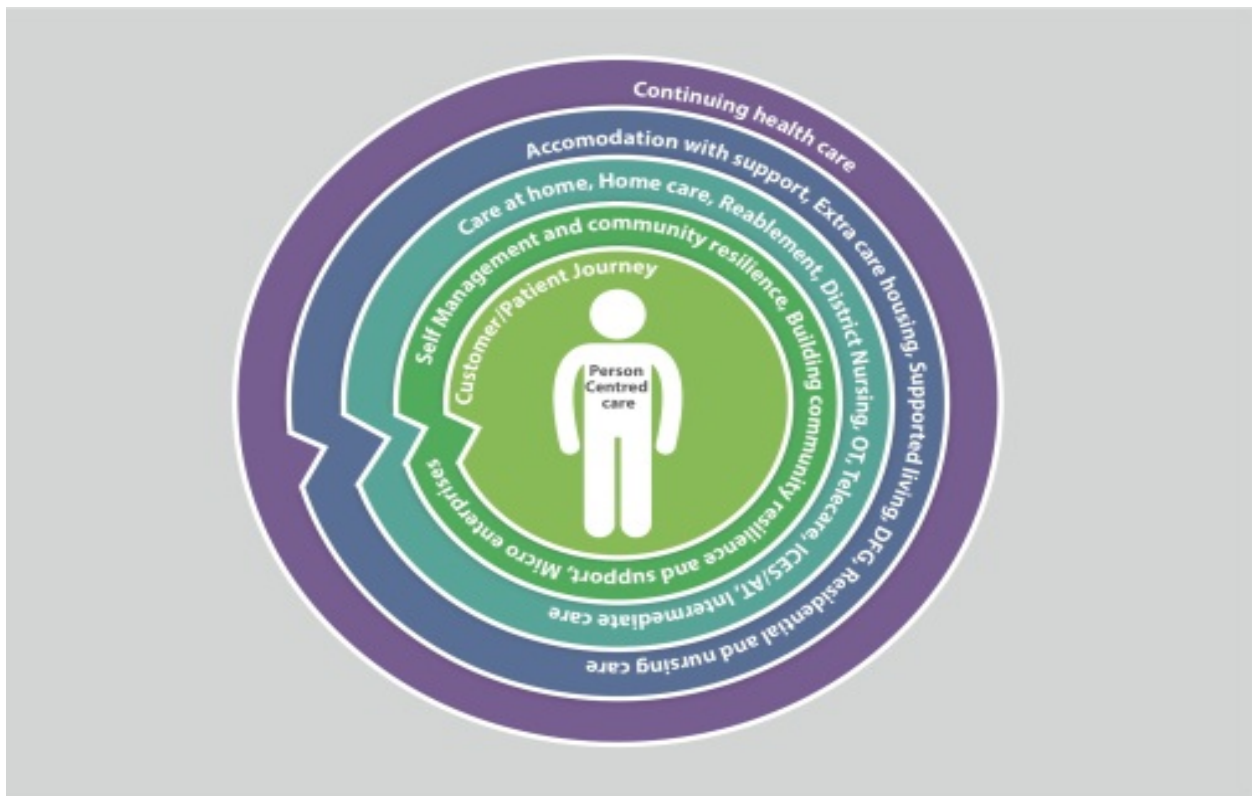 Continuing health care
Accomodation with support, Extra care housing, Supported living, DFG, Residential and nursing care
Care at home, Home care, Reablement, District Nursing, OT, Telecare, ICES/AT, Intermediate care
Self Management and community resilience, Building community resilience and support, Micro enterprises
Customer/Patient Journey
Person
Centred
care